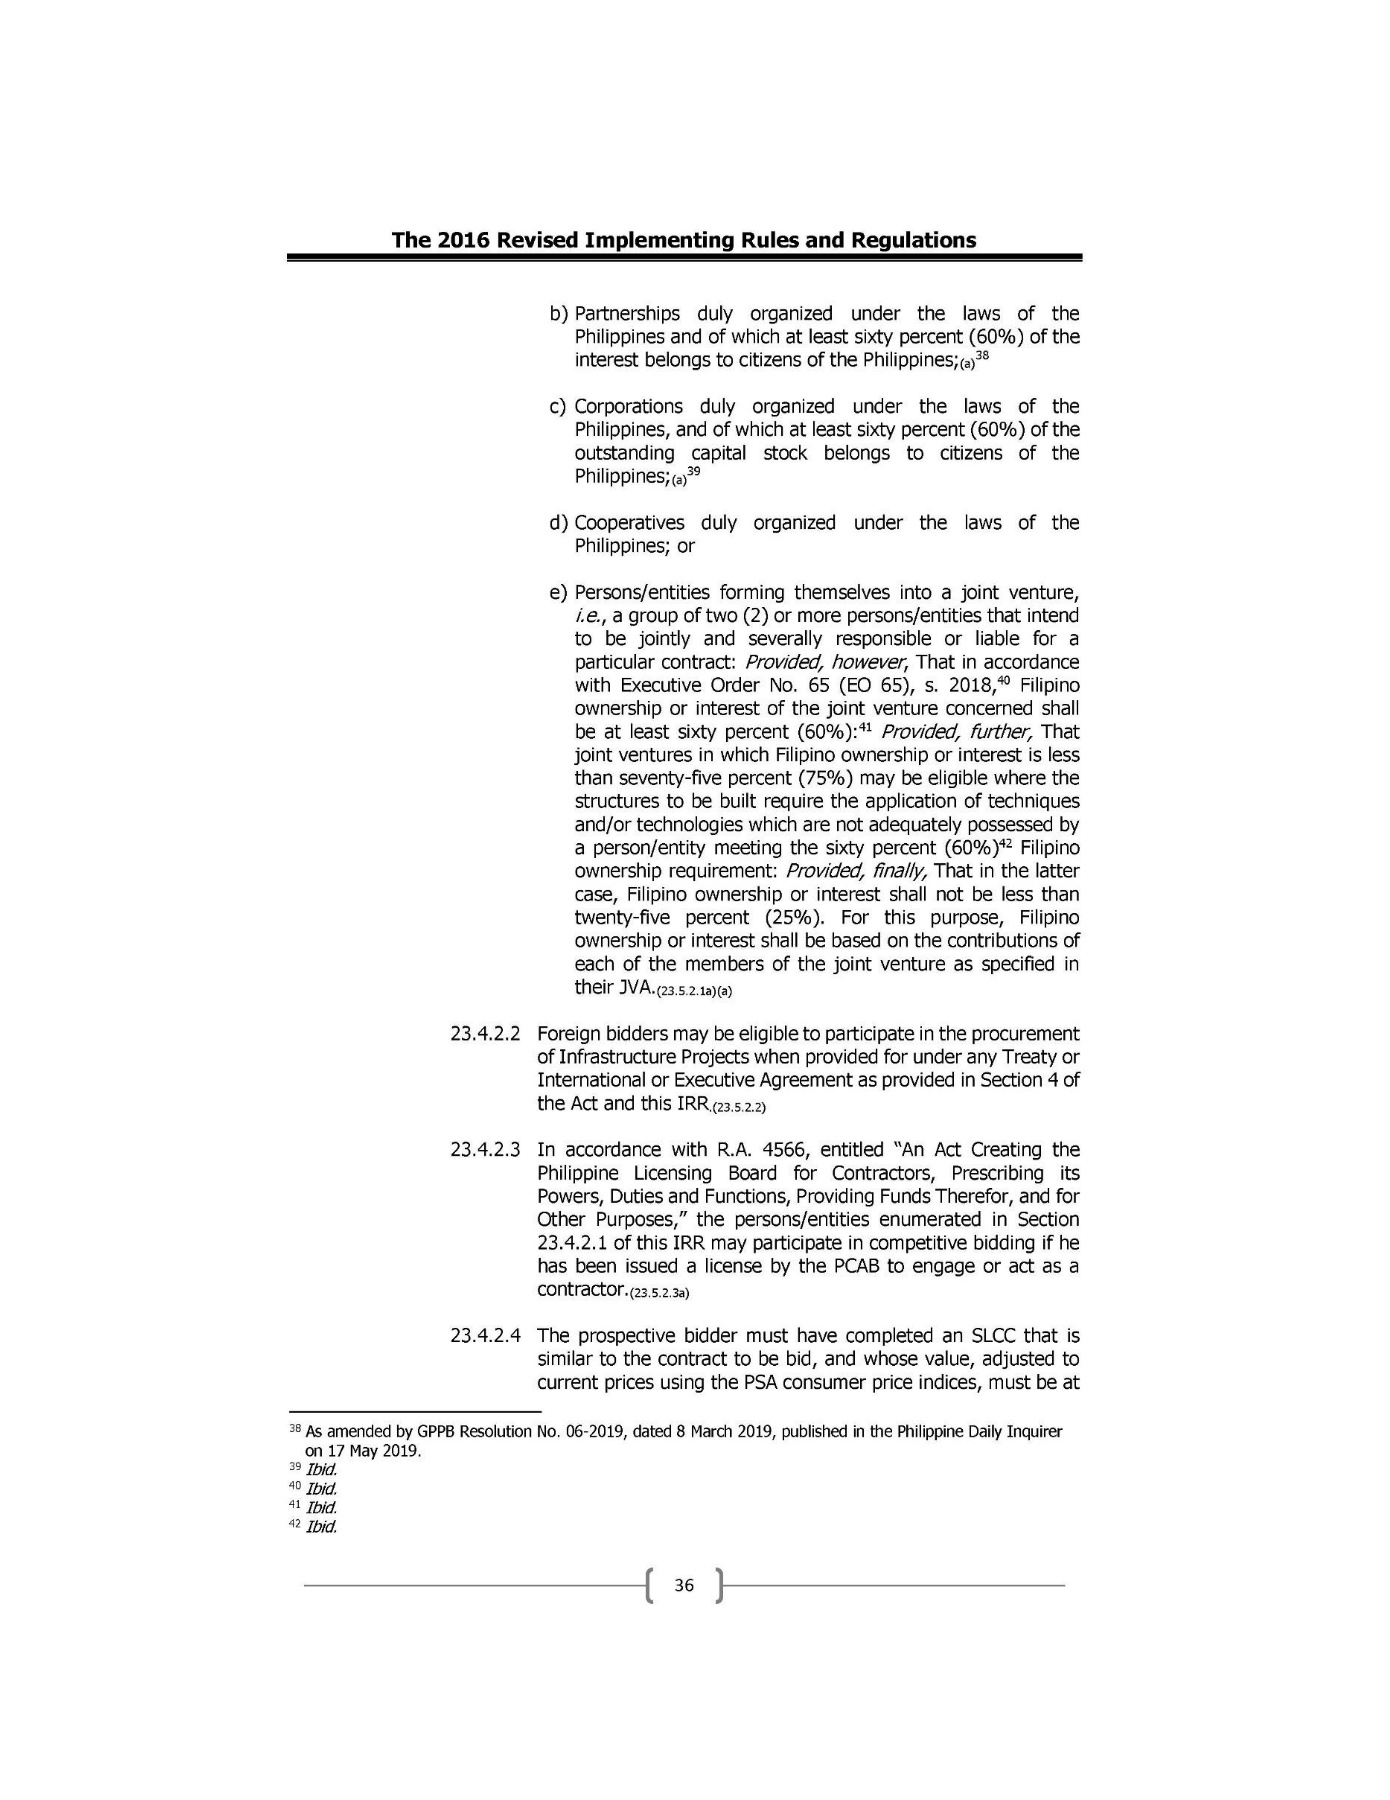 The 2016 Revised Implementing Rules and Regulations
b) Partnerships duly organized under the laws of the
Philippines and of which at least sixty percent (60%) of the
interest belongs to citizens of the Philippines;(a)38
c) Corporations duly organized under the laws of the
Philippines, and of which at least sixty percent (60%) of the
outstanding capital stock belongs to citizens of the
Philippines;(a)39
d) Cooperatives duly organized under the laws of the
Philippines; or
e) Persons/entities forming themselves into a joint venture,
i.e., a group of two (2) or more persons/entities that intend
to be jointly and severally responsible or liable for a
particular contract: Provided, however, That in accordance
with Executive Order No. 65 (EO 65), s. 2018,40 Filipino
ownership or interest of the joint venture concerned shall
be at least sixty percent (60%):41 Provided, further, That
joint ventures in which Filipino ownership or interest is less
than seventy-five percent (75%) may be eligible where the
structures to be built require the application of techniques
and/or technologies which are not adequately possessed by
a person/entity meeting the sixty percent (60%)42 Filipino
ownership requirement: Provided, finally, That in the latter
case, Filipino ownership or interest shall not be less than
twenty-five percent (25%). For this purpose, Filipino
ownership or interest shall be based on the contributions of
each of the members of the joint venture as specified in
their JVA.(23.5.2.1a)(a)
23.4.2.2 Foreign bidders may be eligible to participate in the procurement
of Infrastructure Projects when provided for under any Treaty or
International or Executive Agreement as provided in Section 4 of
the Act and this IRR.(23.5.2.2)
23.4.2.3 In accordance with R.A. 4566, entitled "An Act Creating the
Philippine Licensing Board for Contractors, Prescribing its
Powers, Duties and Functions, Providing Funds Therefor, and for
Other Purposes," the persons/entities enumerated in Section
23.4.2.1 of this IRR may participate in competitive bidding if he
has been issued a license by the PCAB to engage or act as a
contractor.(23.5.2.3a)
23.4.2.4 The prospective bidder must have completed an SLCC that is
similar to the contract to be bid, and whose value, adjusted to
current prices using the PSA consumer price indices, must be at
38 As amended by GPPB Resolution No. 06-2019, dated 8 March 2019, published in the Philippine Daily Inquirer
on 17 May 2019.
39 Ibid.
40 Ibid.
41 Ibid.
42 Ibid.
36